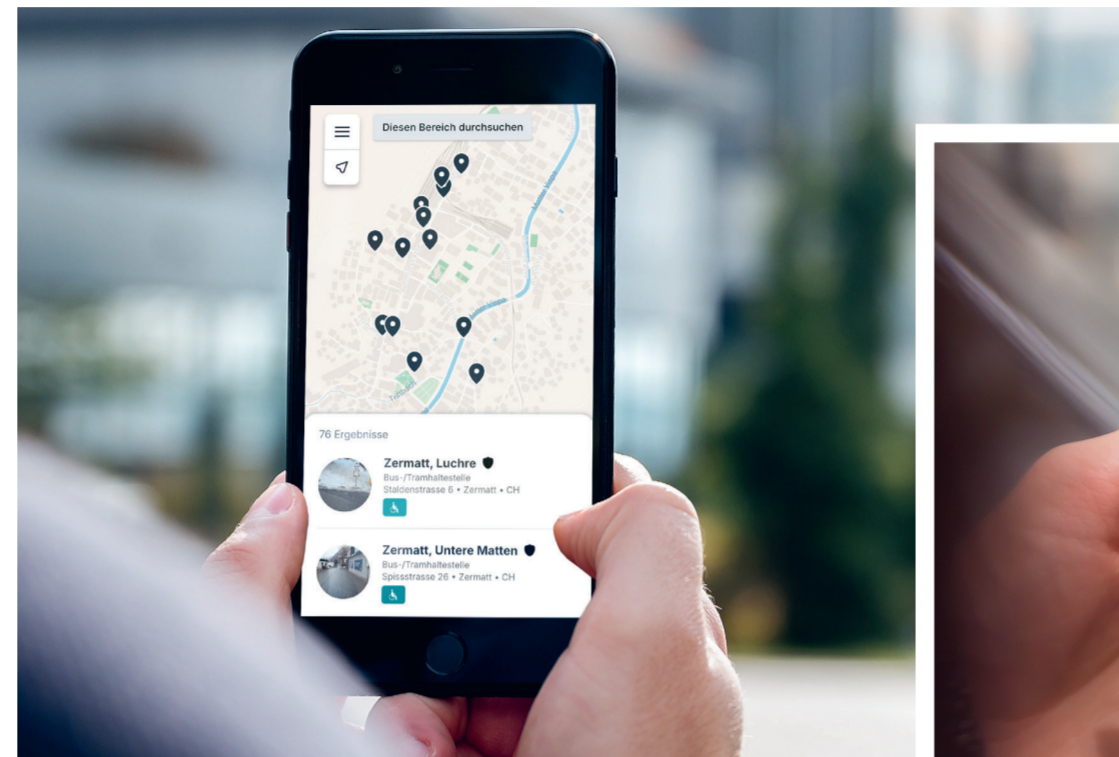 Diesen Bereich durchsuchen
76 Ergebnisse
Zermatt, Luchre
Bus-/Tramhaltestelle
Staldenstrasse 6 • Zermatt • CH
Zermatt, Untere Matten
Bus-/Tramhaltestelle
Spissstrasse 26 • Zermatt • CH